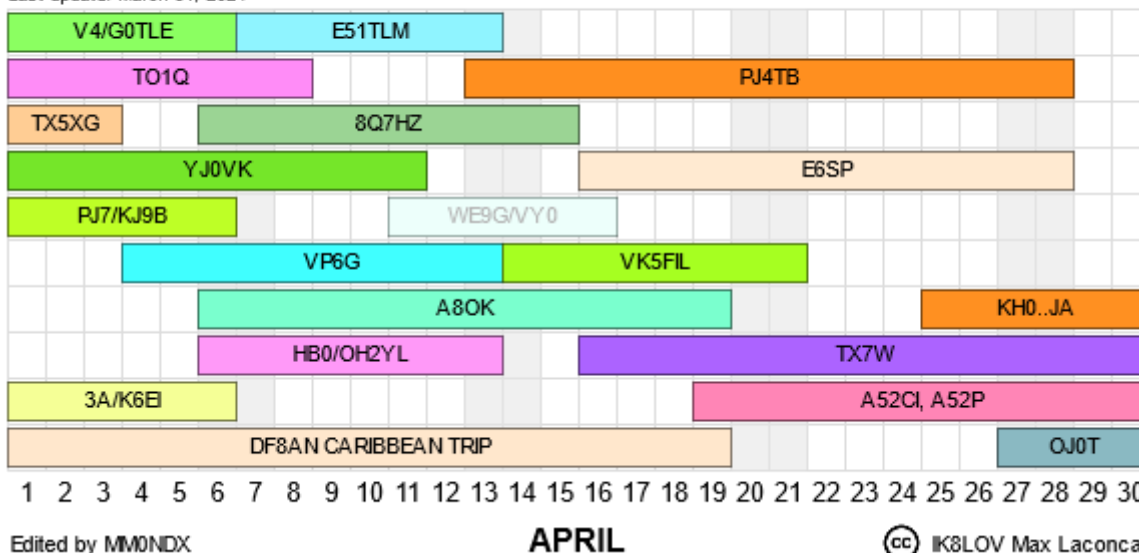 V4/G0TLE E51TLM
TO1Q PJ4TB
TX5XG 8Q7HZ
YJ0VK E6SP
PJ7/KJ9B WE9G/VY0
VP6G VK5FIL
A8OK KH0..JA
HB0/OH2YL TX7W
3A/K6EI A52CI, A52P
DF8AN CARIBBEAN TRIP OJ0T
1 2 3 4 5 6 7 8 9 10 11 12 13 14 15 16 17 18 19 20 21 22 23 24 25 26 27 28 29 30
Edited by MM0NDX APRIL cc IK8LOV Max Laconca